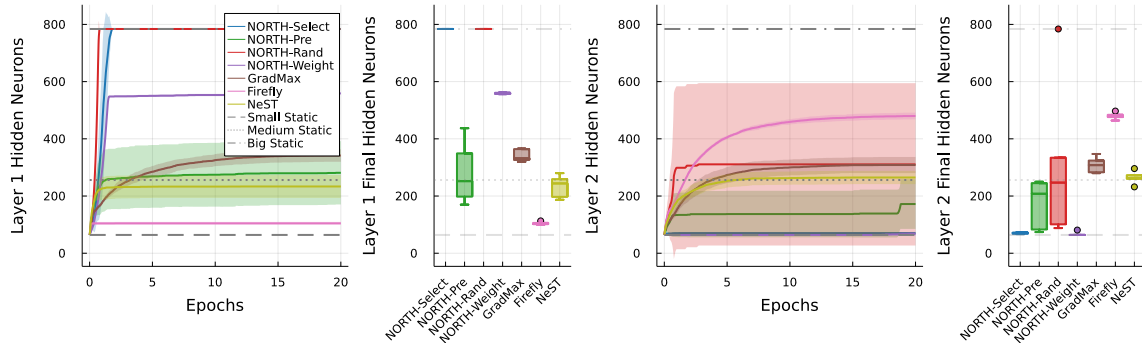 Layer 1 Hidden Neurons
800
600
400
200
0
0
5
10
15
20
Epochs
NORTH-Select
NORTH-Pre
NORTH-Rand
NORTH-Weight
GradMax
Firefly
NeST
Small Static
Medium Static
Big Static
Layer 1 Final Hidden Neurons
800
600
400
200
0
NORTH-Select
NORTH-Pre
NORTH-Rand
NORTH-Weight
GradMax
Firefly
NeST
Layer 2 Hidden Neurons
800
600
400
200
0
0
5
10
15
20
Epochs
Layer 2 Final Hidden Neurons
800
600
400
200
0
NORTH-Select
NORTH-Pre
NORTH-Rand
NORTH-Weight
GradMax
Firefly
NeST